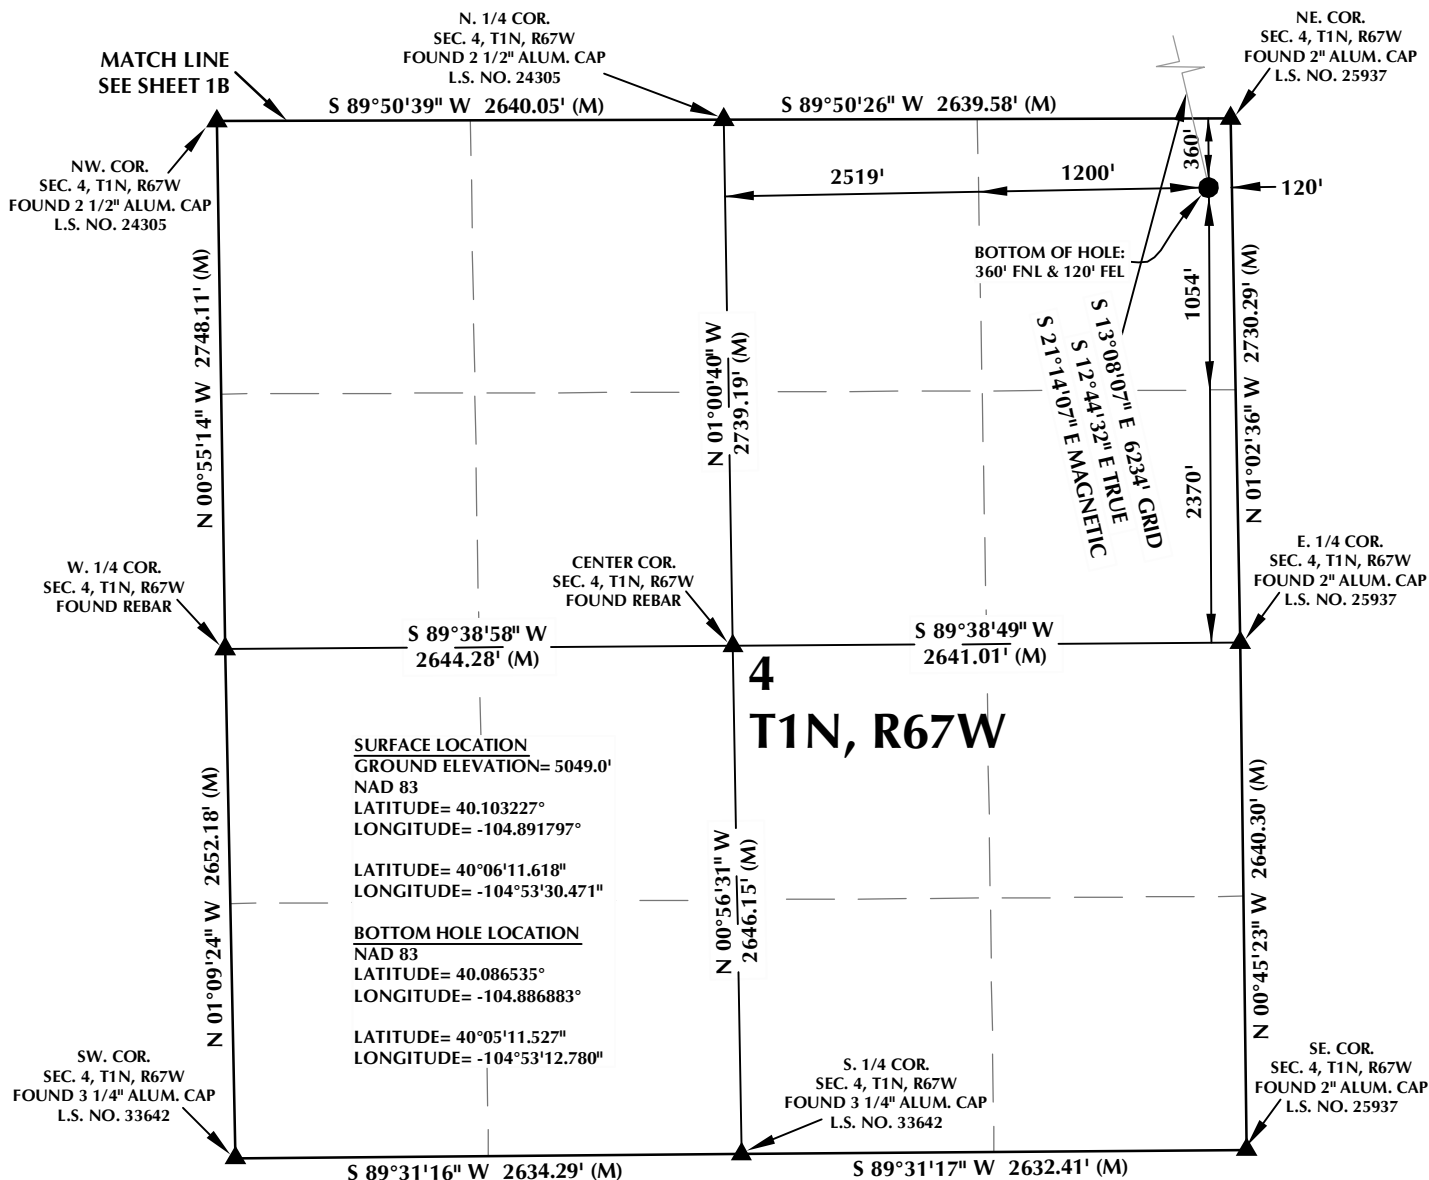 N. 1/4 COR.
SEC. 4, T1N, R67W
FOUND 2 1/2" ALUM. CAP
L.S. NO. 24305
NE. COR.
SEC. 4, T1N, R67W
FOUND 2" ALUM. CAP
L.S. NO. 25937
MATCH LINE
SEE SHEET 1B
S 89°50'39" W 2640.05' (M)
S 89°50'26" W 2639.58' (M)
NW. COR.
SEC. 4, T1N, R67W
FOUND 2 1/2" ALUM. CAP
L.S. NO. 24305
360'
2519'
1200'
120'
BOTTOM OF HOLE:
360' FNL & 120' FEL
1054'
N 00°55'14" W 2748.11' (M)
N 01°00'40" W
2739.19' (M)
S 13°08'07" E 6234' GRID
S 12°44'32" E TRUE
S 21°14'07" E MAGNETIC
2370'
N 01°02'36" W 2730.29' (M)
W. 1/4 COR.
SEC. 4, T1N, R67W
FOUND REBAR
CENTER COR.
SEC. 4, T1N, R67W
FOUND REBAR
E. 1/4 COR.
SEC. 4, T1N, R67W
FOUND 2" ALUM. CAP
L.S. NO. 25937
S 89°38'58" W
2644.28' (M)
S 89°38'49" W
2641.01' (M)
4
T1N, R67W
SURFACE LOCATION
GROUND ELEVATION= 5049.0'
NAD 83
LATITUDE= 40.103227°
LONGITUDE= -104.891797°
LATITUDE= 40°06'11.618"
LONGITUDE= -104°53'30.471"
BOTTOM HOLE LOCATION
NAD 83
LATITUDE= 40.086535°
LONGITUDE= -104.886883°
LATITUDE= 40°05'11.527"
LONGITUDE= -104°53'12.780"
N 01°09'24" W 2652.18' (M)
N 00°56'31" W
2646.15' (M)
N 00°45'23" W 2640.30' (M)
SW. COR.
SEC. 4, T1N, R67W
FOUND 3 1/4" ALUM. CAP
L.S. NO. 33642
S. 1/4 COR.
SEC. 4, T1N, R67W
FOUND 3 1/4" ALUM. CAP
L.S. NO. 33642
SE. COR.
SEC. 4, T1N, R67W
FOUND 2" ALUM. CAP
L.S. NO. 25937
S 89°31'16" W 2634.29' (M)
S 89°31'17" W 2632.41' (M)